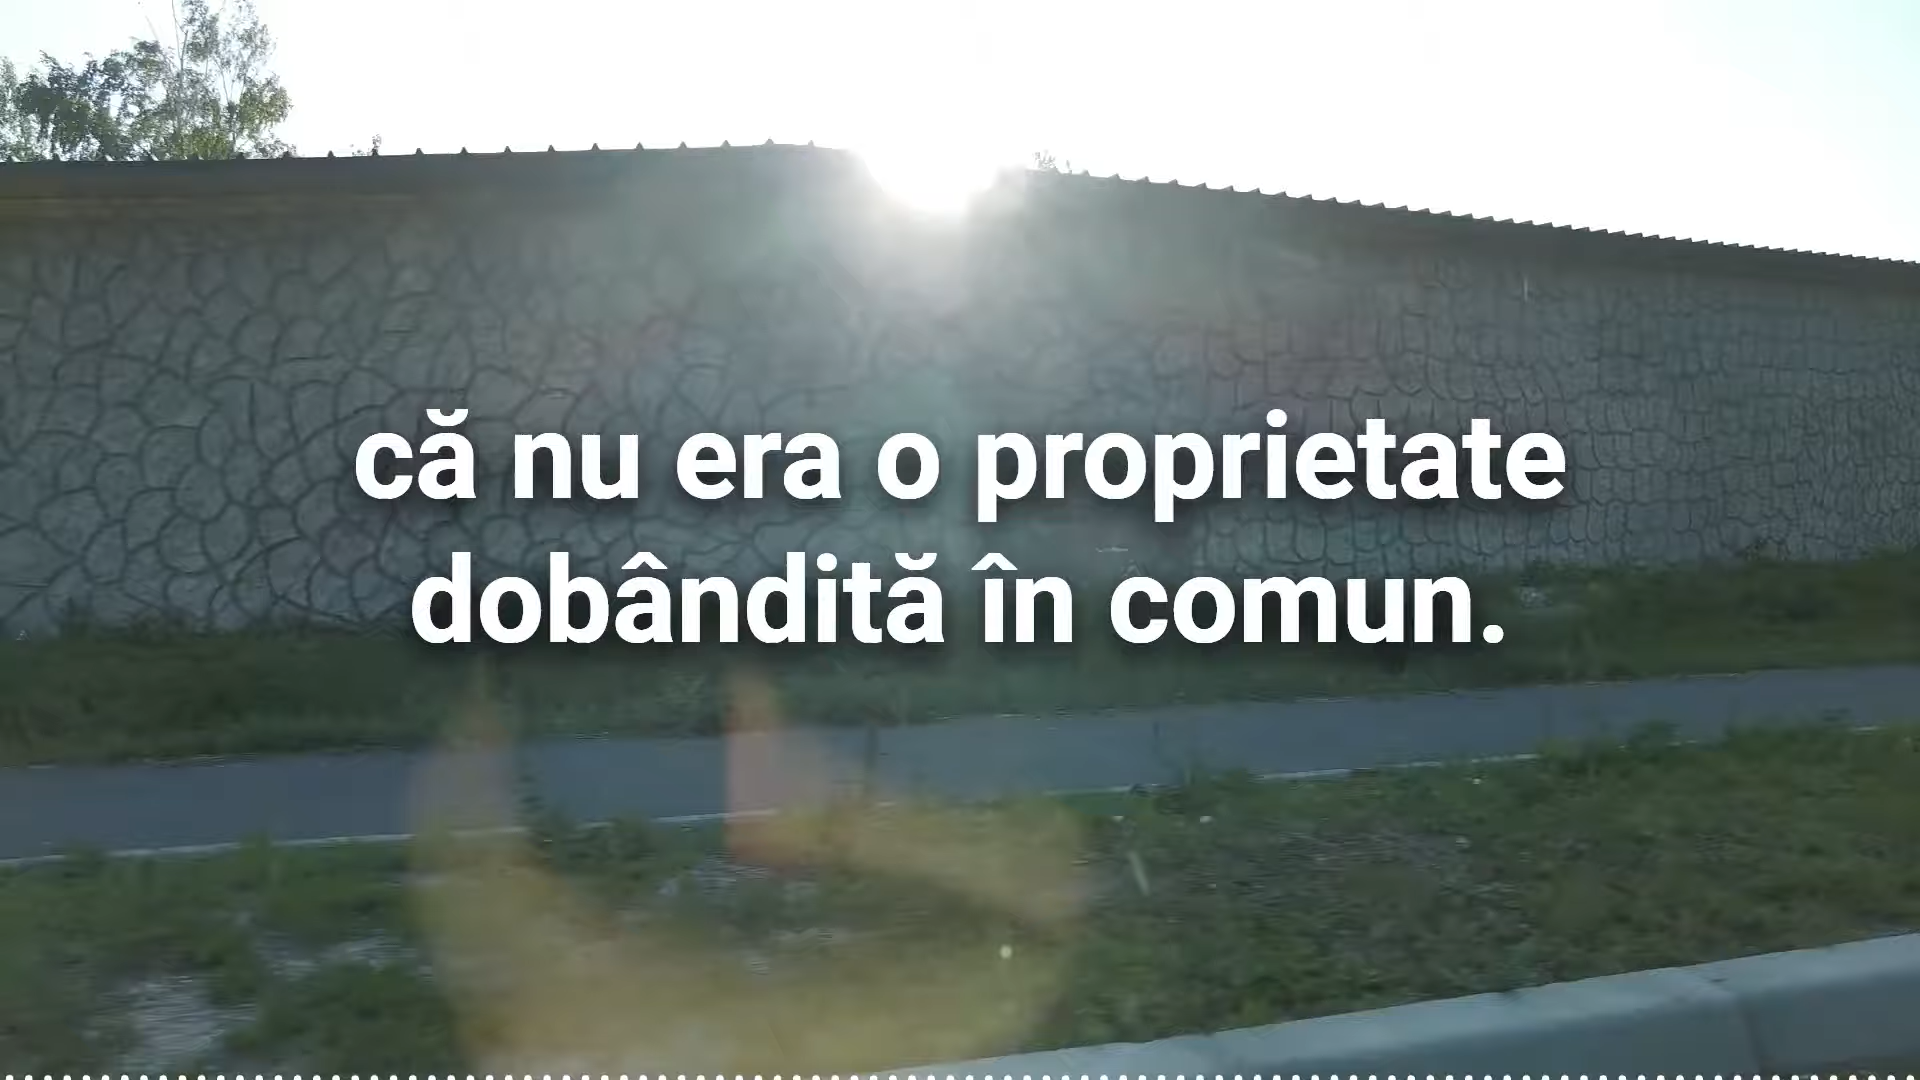 că nu era o proprietate
dobândită în comun.